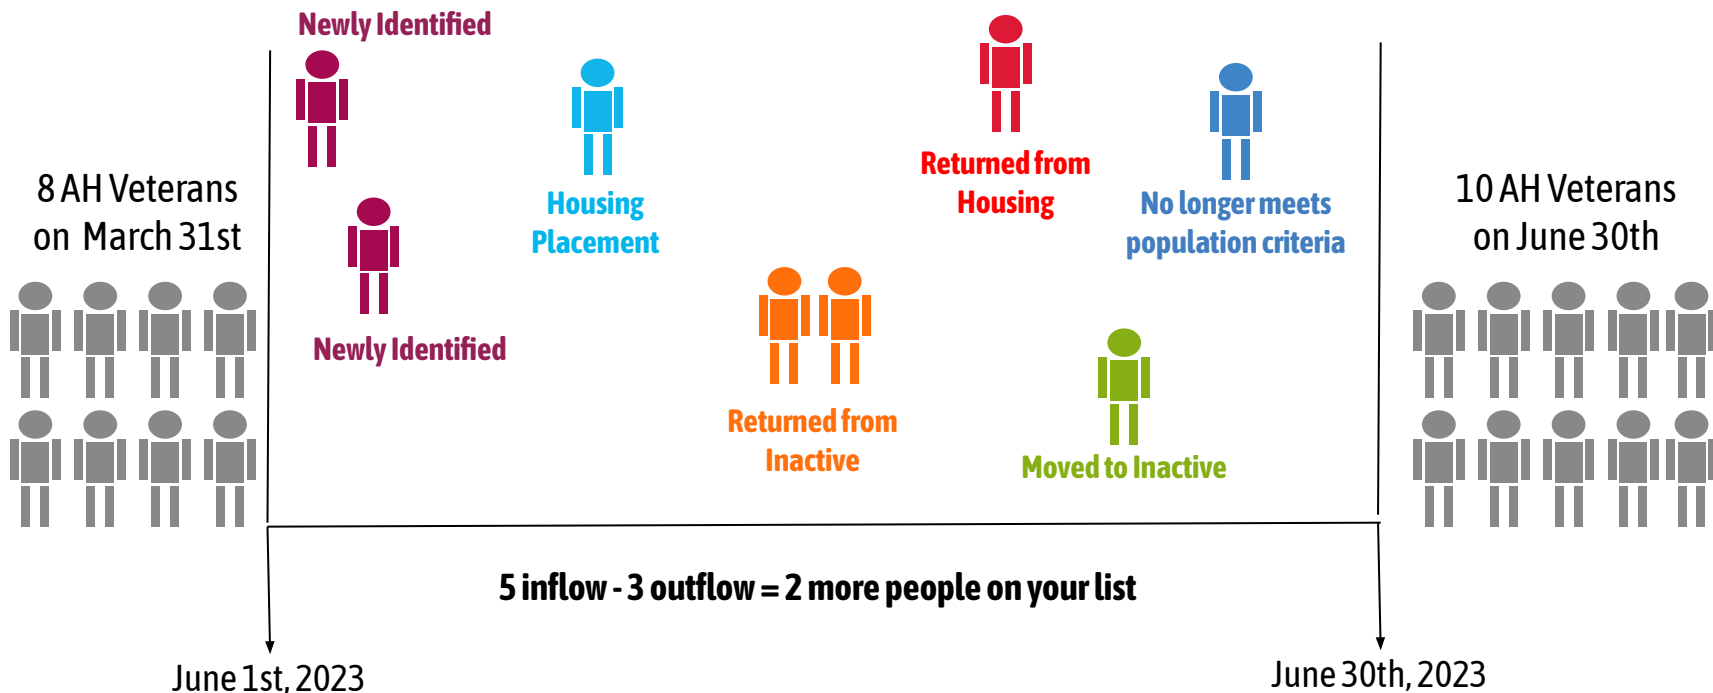 Newly Identified
8 AH Veterans
on March 31st
Newly Identified
Housing
Placement
Returned from
Inactive
Returned from
Housing
Moved to Inactive
No longer meets
population criteria
10 AH Veterans
on June 30th
5 inflow - 3 outflow = 2 more people on your list
June 1st, 2023
June 30th, 2023